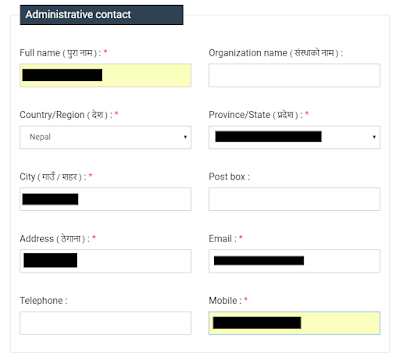 Administrative contact
Full name ( पुरा नाम ) : *
Organization name ( संस्थाको नाम ) :
Country/Region ( देश ) : *
Province/State ( प्रदेश ) : *
Nepal
City ( गाउँ / शहर ) : *
Post box :
Address ( ठेगाना ) : *
Email : *
Telephone :
Mobile : *